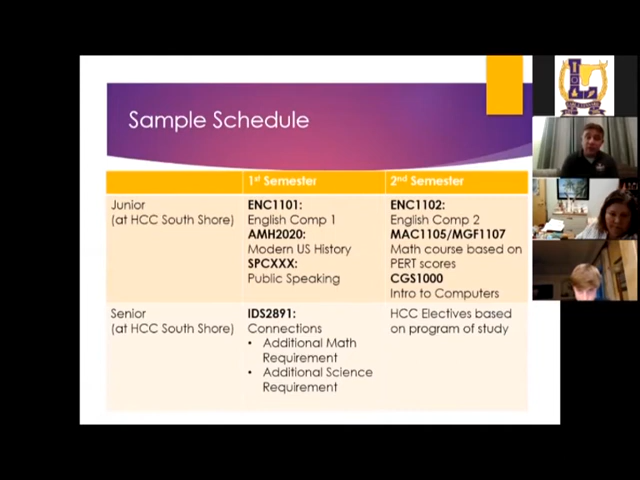 Sample Schedule
1st Semester
2nd Semester
Junior
(at HCC South Shore)
ENC1101:
English Comp 1
AMH2020:
Modern US History
SPCXXX:
Public Speaking
ENC1102:
English Comp 2
MAC1105/MGF1107
Math course based on
PERT scores
CGS1000
Intro to Computers
Senior
(at HCC South Shore)
IDS2891:
Connections
• Additional Math
Requirement
• Additional Science
Requirement
HCC Electives based
on program of study